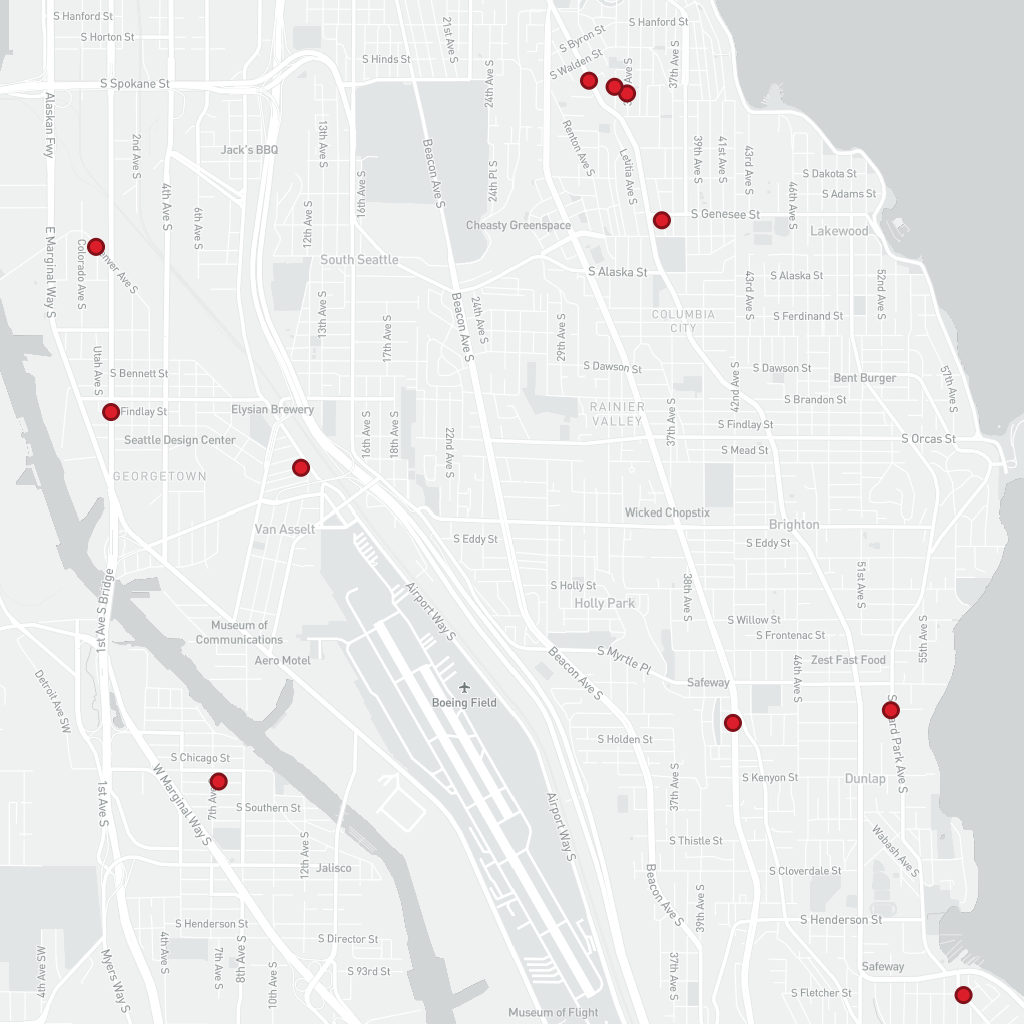 S Hanford St
21st Ave S
S Hanford St
S Horton St
S Byron St
S Hinds St
37th Ave S
S Walden St
24th Ave S
S Spokane St
Alaskan Fwy
2nd Ave S
13th Ave S
Renton Ave S
Jack's BBQ
Beacon Ave S
39th Ave S
41st Ave S
43rd Ave S
S Dakota St
24th Pl S
Letitia Ave S
16th Ave S
4th Ave S
46th Ave S
S Adams St
6th Ave S
12th Ave S
S Genesee St
Cheasty Greenspace
Lakewood
E Marginal Way S
Colorado Ave S
South Seattle
S Alaska St
S Alaska St
43rd Ave S
52nd Ave S
13th Ave S
Beacon Ave S
24th Ave S
17th Ave S
29th Ave S
COLUMBIA
CITY
S Ferdinand St
Utah Ave S
S Bennett St
S Dawson St
S Dawson St
Bent Burger
57th Ave S
42nd Ave S
S Brandon St
Findlay St
Elysian Brewery
RAINIER
VALLEY
37th Ave S
S Findlay St
16th Ave S
18th Ave S
22nd Ave S
Seattle Design Center
S Orcas St
S Mead St
GEORGETOWN
Wicked Chopstix
Brighton
Van Asselt
S Eddy St
S Eddy St
1st Ave S Bridge
Airport Way S
S Holly St
Holly Park
38th Ave S
51st Ave S
S Willow St
Museum of
Communications
S Frontenac St
55th Ave S
Aero Motel
S Myrtle Pl
Zest Fast Food
Beacon Ave S
Safeway
46th Ave S
Detroit Ave SW
Boeing Field
S Holden St
S Chicago St
S Kenyon St
Dunlap
37th Ave S
1st Ave S
W Marginal Way S
S Southern St
Airport Way S
S Thistle St
Wabash Ave S
12th Ave S
Jalisco
S Cloverdale St
Beacon Ave S
39th Ave S
S Henderson St
S Henderson St
4th Ave SW
4th Ave S
7th Ave S
8th Ave S
10th Ave S
S Director St
Myers Way S
S 93rd St
37th Ave S
Safeway
S Fletcher St
Museum of Flight